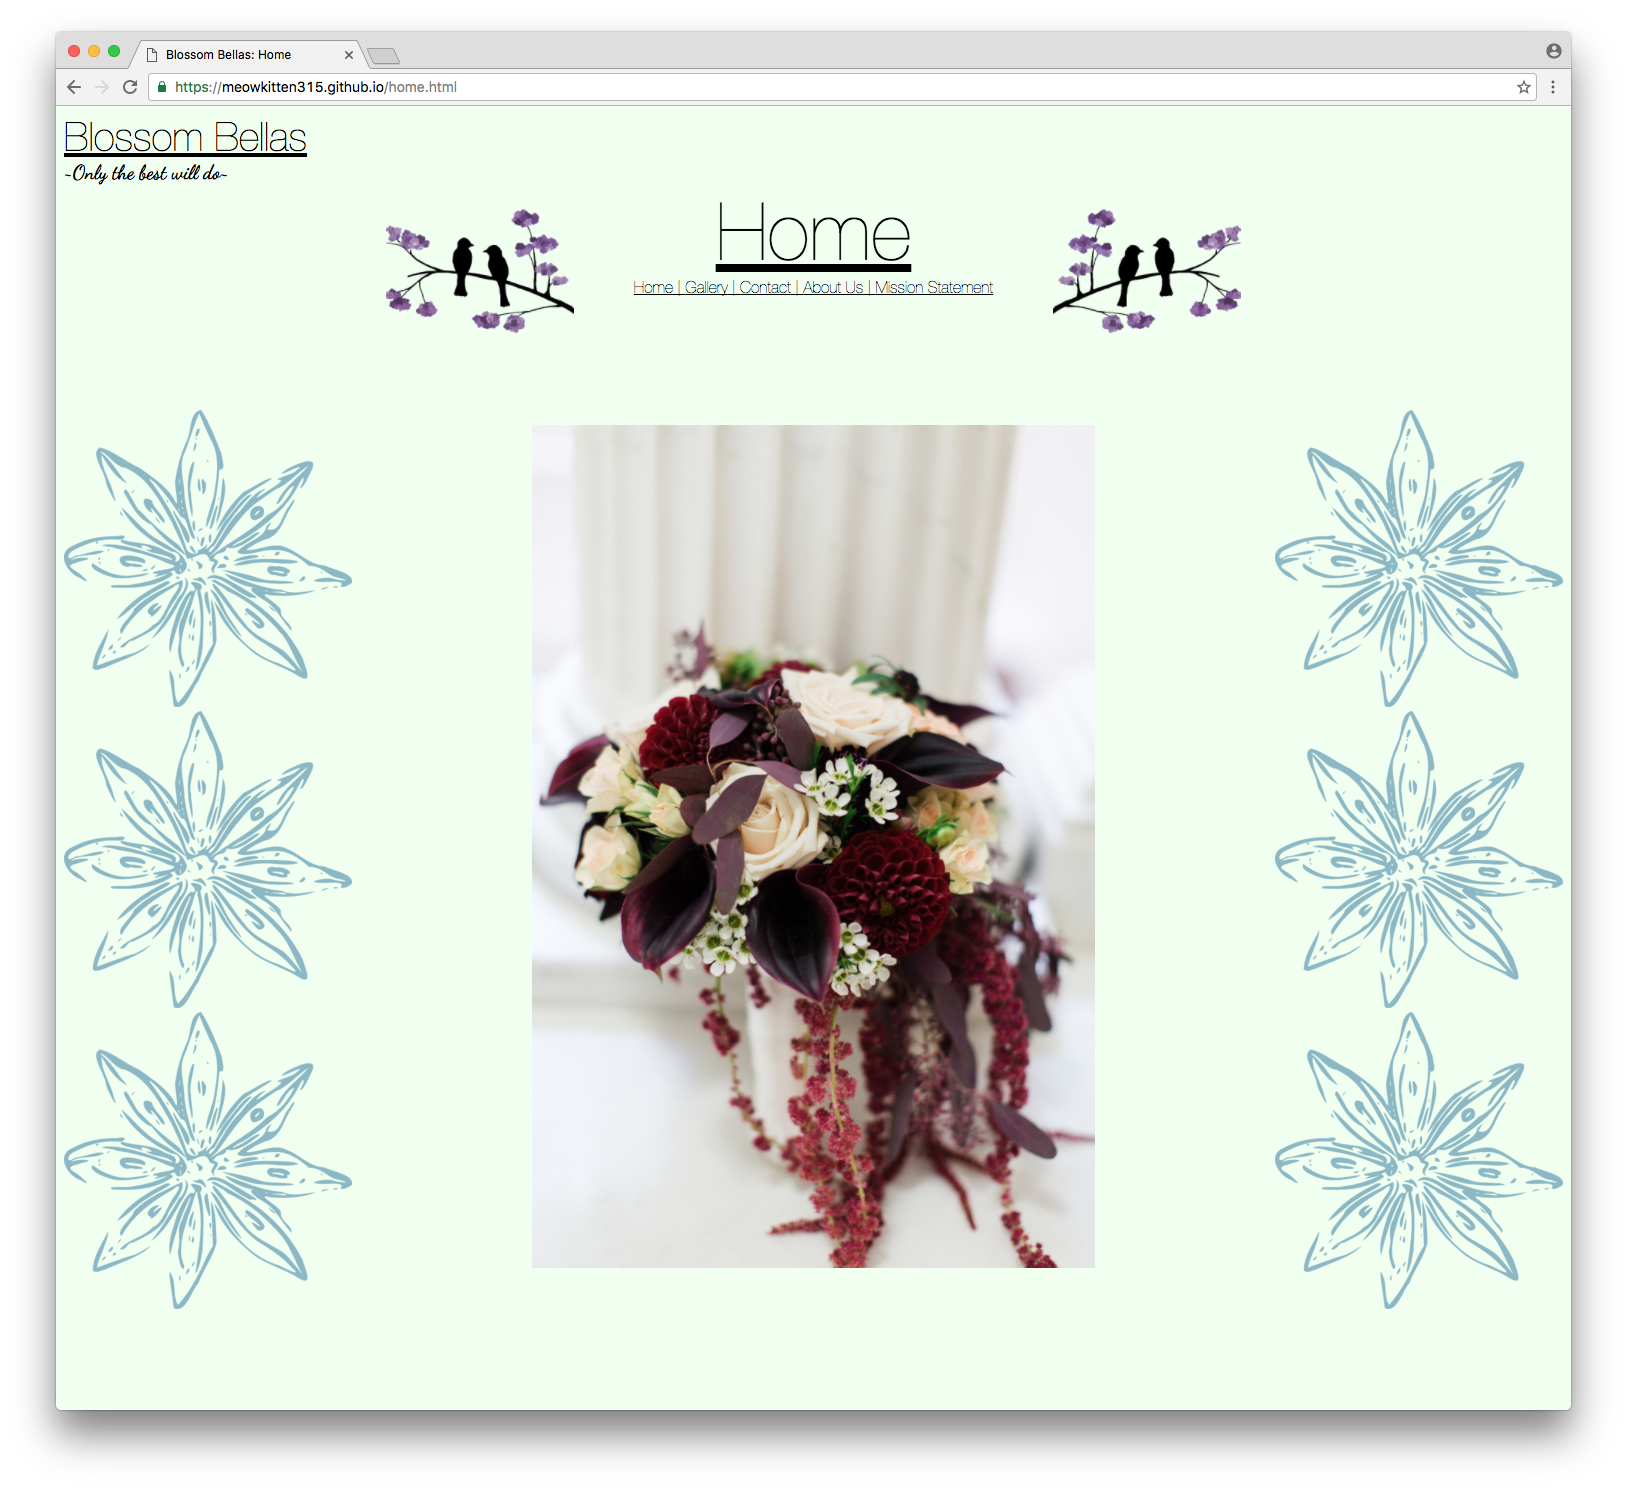 Blossom Bellas: Home
https://meowkitten315.github.io/home.html
Blossom Bellas
~Only the best will do~
Home
Home | Gallery | Contact | About Us | Mission Statement